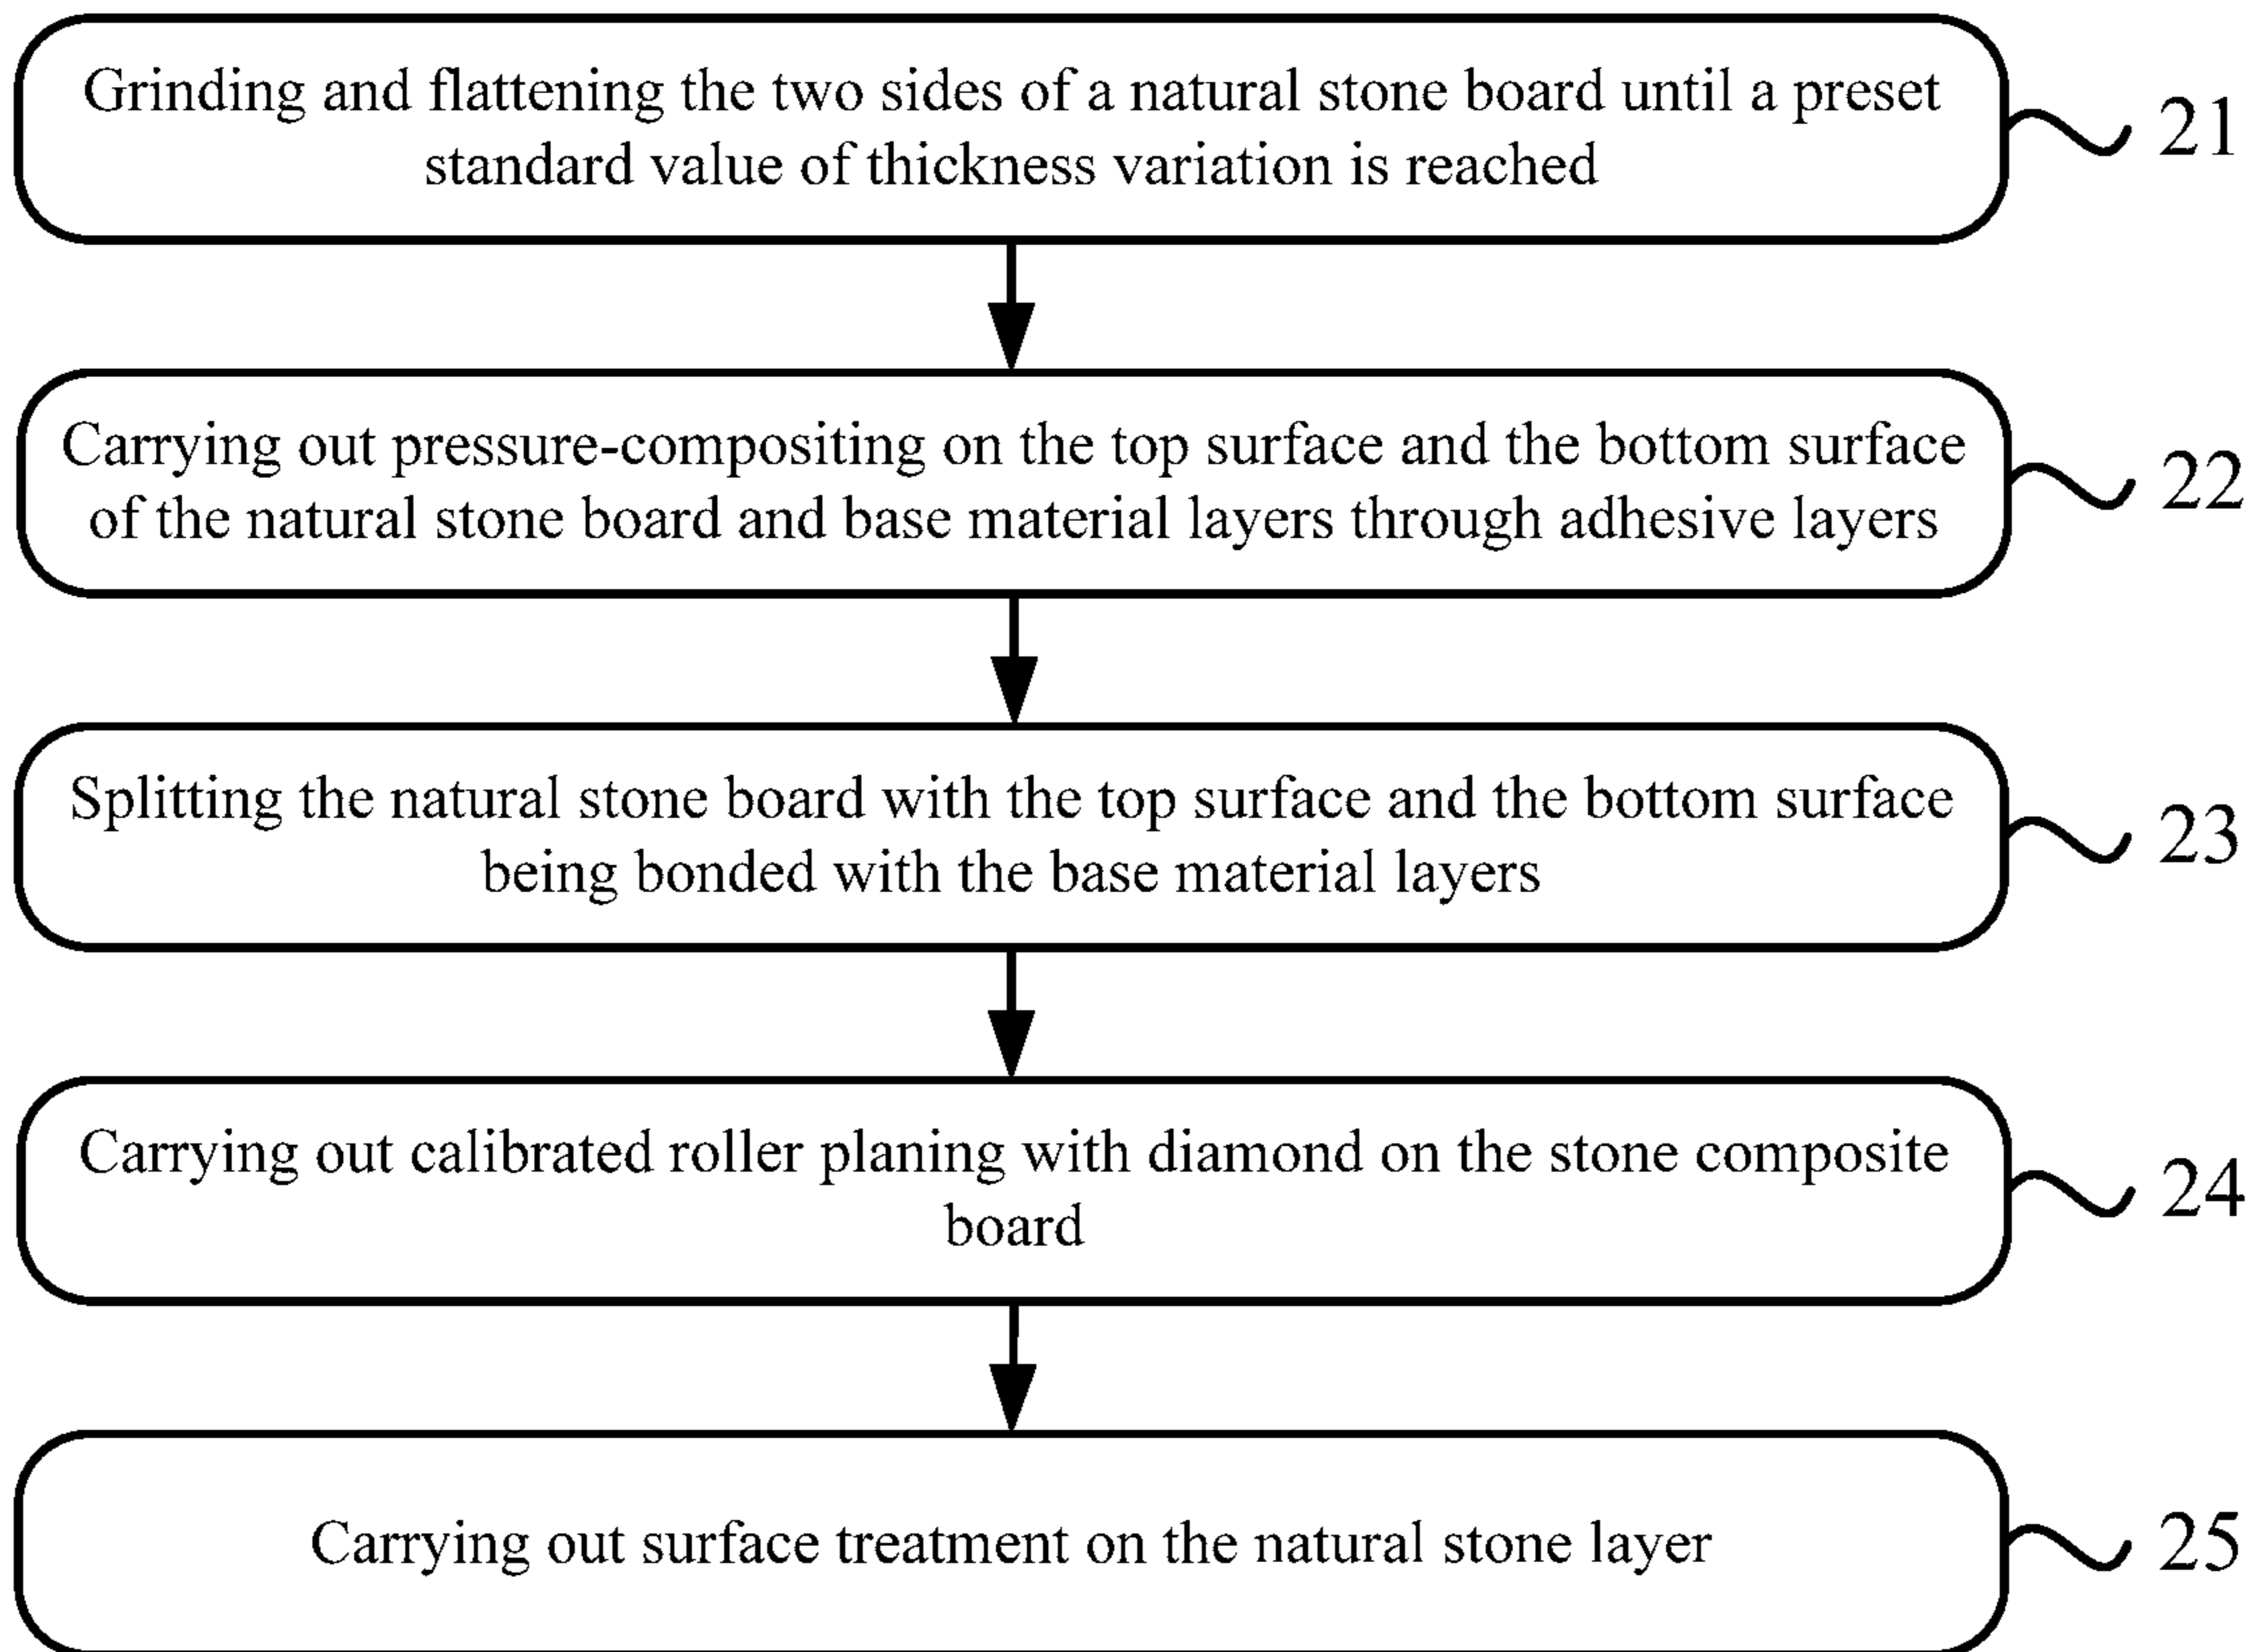 Grinding and flattening the two sides of a natural stone board until a preset
standard value of thickness variation is reached
21
Carrying out pressure-compositing on the top surface and the bottom surface
of the natural stone board and base material layers through adhesive layers
22
Splitting the natural stone board with the top surface and the bottom surface
being bonded with the base material layers
23
Carrying out calibrated roller planing with diamond on the stone composite
board
24
Carrying out surface treatment on the natural stone layer
25